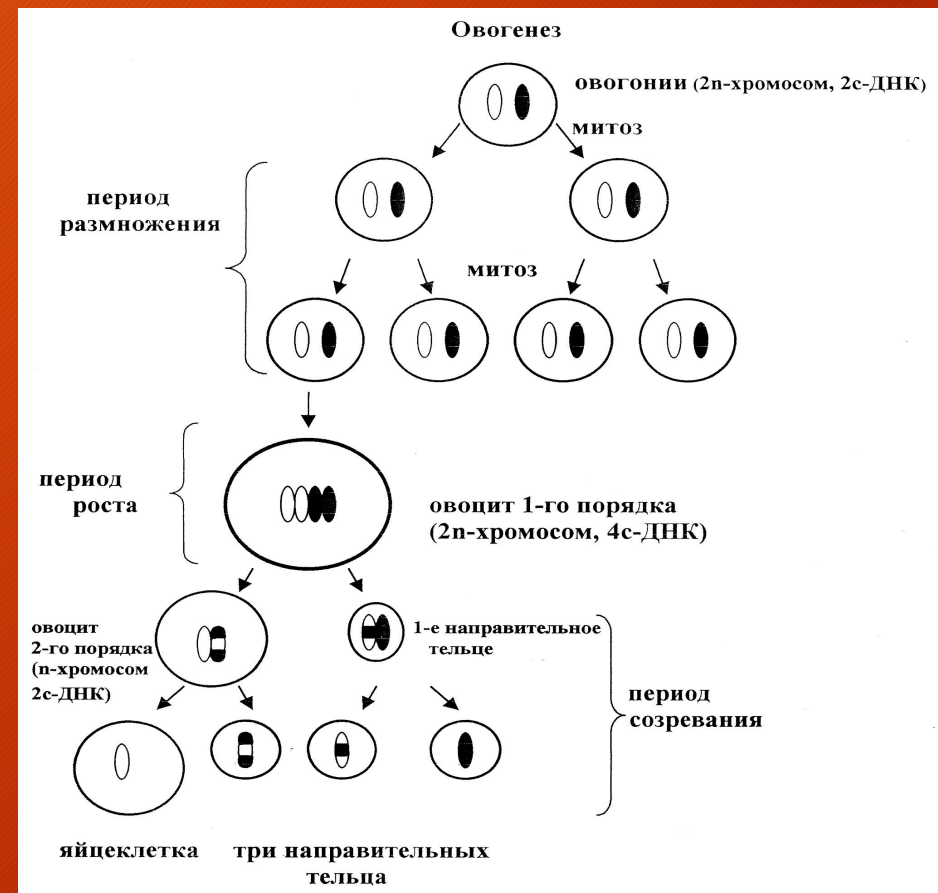 Овогенез
овогонии (2n-хромосом, 2с-ДНК)
митоз
период
размножения
митоз
период
роста
овоцит 1-го порядка
(2n-хромосом, 4с-ДНК)
овоцит
2-го порядка
(n-хромосом
2с-ДНК)
1-е направительное
тельце
период
созревания
яйцеклетка
три направительных
тельца